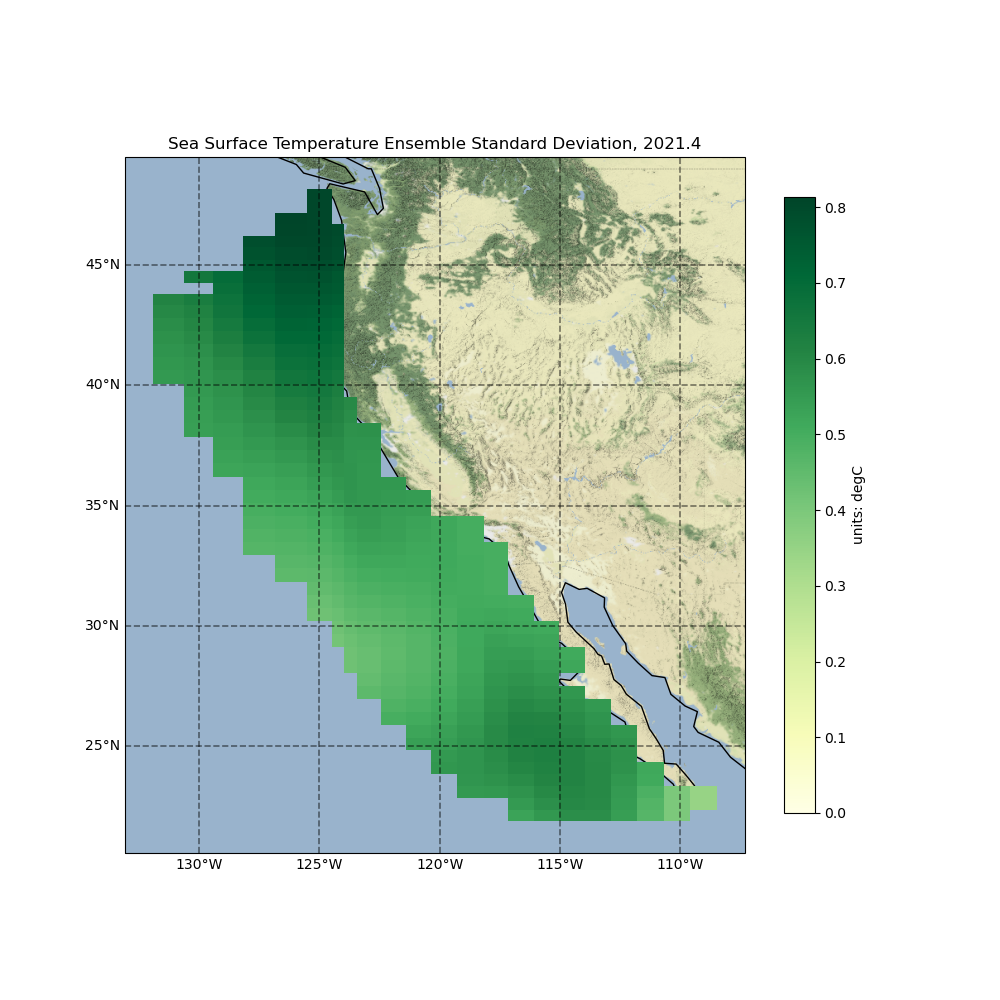 Sea Surface Temperature Ensemble Standard Deviation, 2021.4
45°N
40°N
35°N
30°N
25°N
130°W
125°W
120°W
115°W
110°W
0.8
0.7
0.6
0.5
0.4
0.3
0.2
0.1
0.0
units: degC